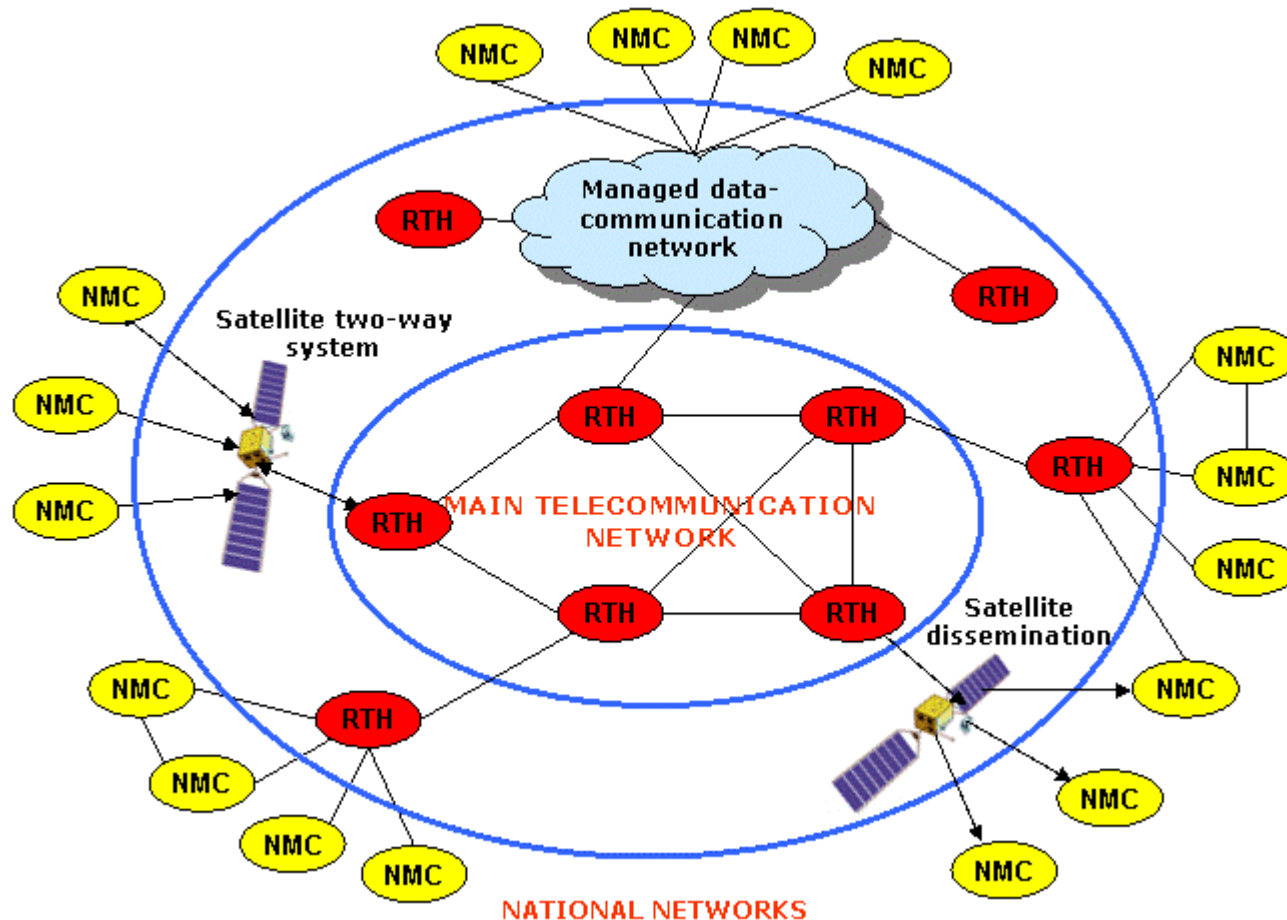 NMC
NMC
NMC
NMC
Managed data-
communication
network
RTH
RTH
NMC
Satellite two-way
system
NMC
NMC
NMC
RTH
RTH
RTH
NMC
NMC
RTH
MAIN TELECOMMUNICATION
NETWORK
NMC
RTH
RTH
Satellite
dissemination
NMC
NMC
RTH
NMC
NMC
NMC
NMC
NMC
NATIONAL NETWORKS